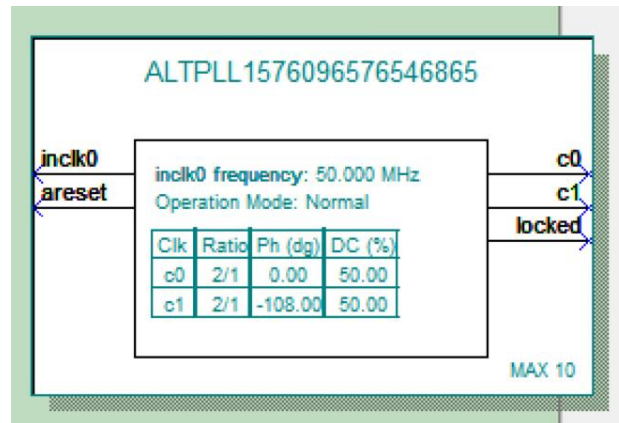 ALTPLL1576096576546865
inclk0
areset
inclk0 frequency: 50.000 MHz
Operation Mode: Normal
Clk Ratio Ph (dg) DC (%)
c0 2/1 0.00 50.00
c1 2/1 -108.00 50.00
c0
c1
locked
MAX 10